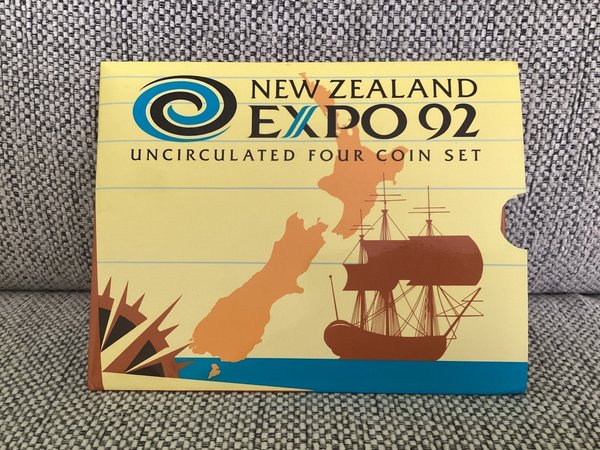 NEW ZEALAND
EXPO 92
UNCIRCULATED FOUR COIN SET